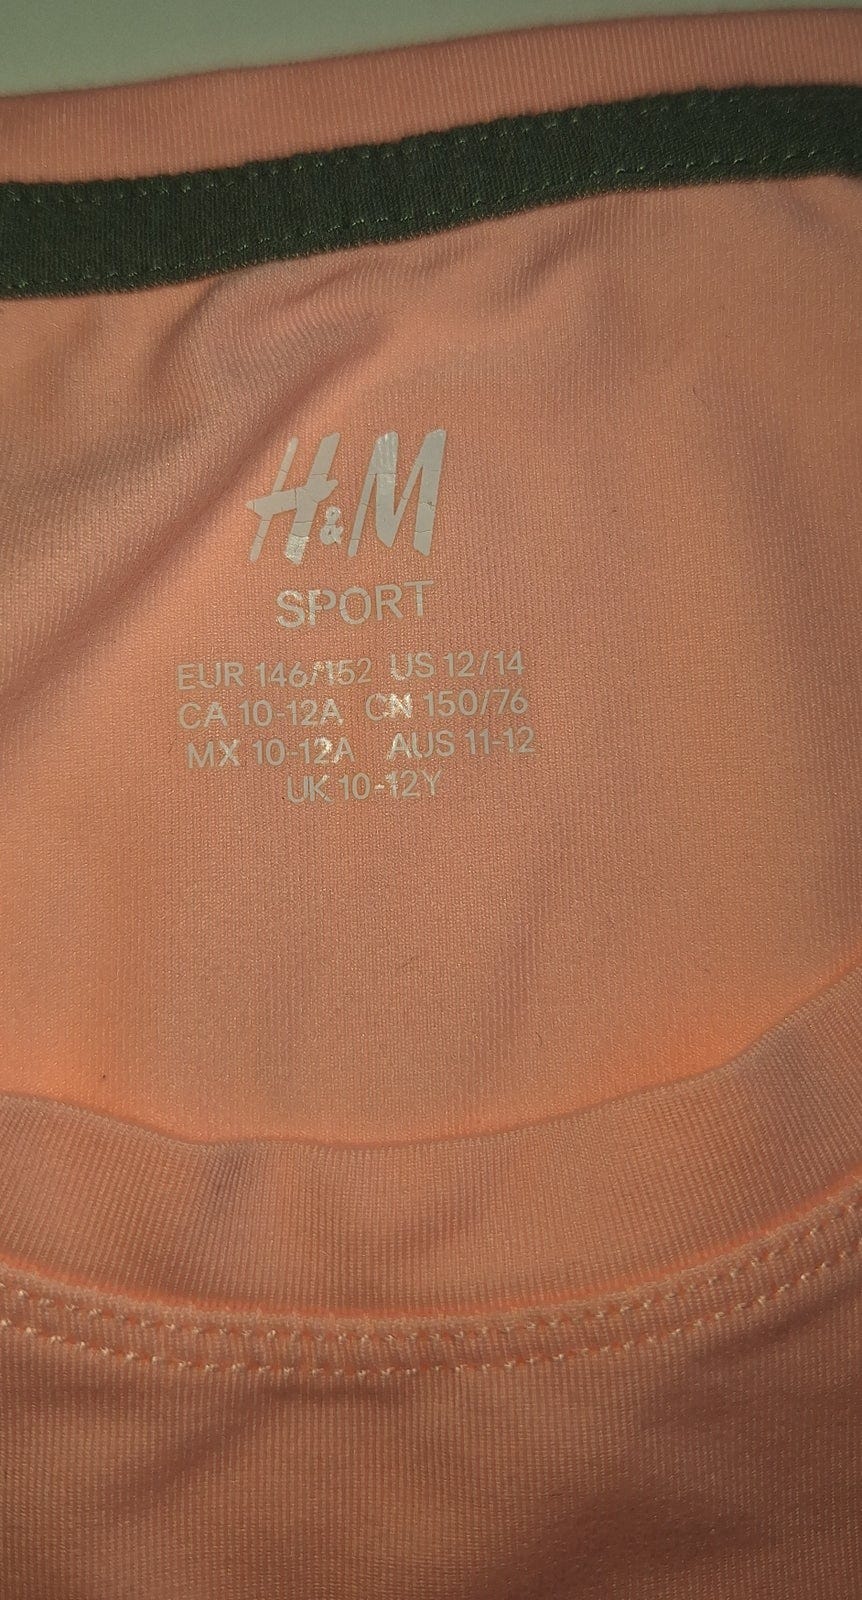 H&M
SPORT
EUR 146/152 US 12/14
CA 10-12A CN 150/76
MX 10-12A AUS 11-12
UK 10-12Y